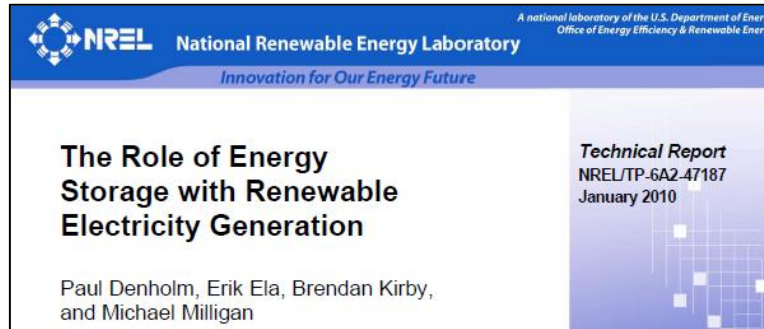 A national laboratory of the U.S. Department of Ener
Office of Energy Efficiency & Renewable Ener
NREL National Renewable Energy Laboratory
Innovation for Our Energy Future
The Role of Energy
Storage with Renewable
Electricity Generation
Paul Denholm, Erik Ela, Brendan Kirby,
and Michael Milligan
Technical Report
NREL/TP-6A2-47187
January 2010